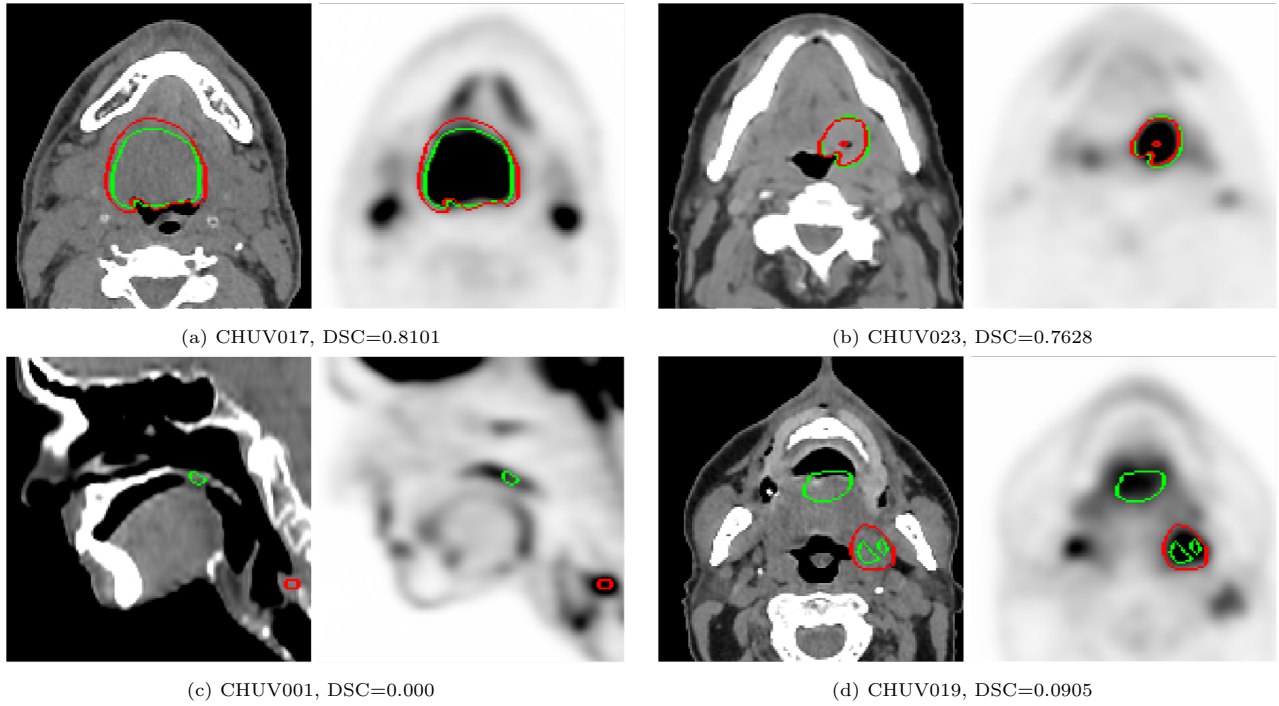 (a) CHUV017, DSC=0.8101
(b) CHUV023, DSC=0.7628
(c) CHUV001, DSC=0.000
(d) CHUV019, DSC=0.0905